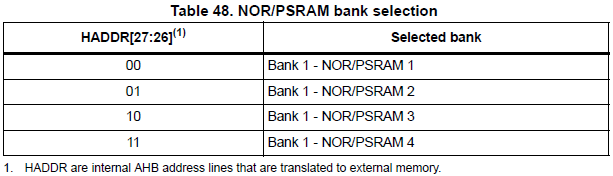 Table 48. NOR/PSRAM bank selection
HADDR[27:26](1) Selected bank
00 Bank 1 - NOR/PSRAM 1
01 Bank 1 - NOR/PSRAM 2
10 Bank 1 - NOR/PSRAM 3
11 Bank 1 - NOR/PSRAM 4
1. HADDR are internal AHB address lines that are translated to external memory.